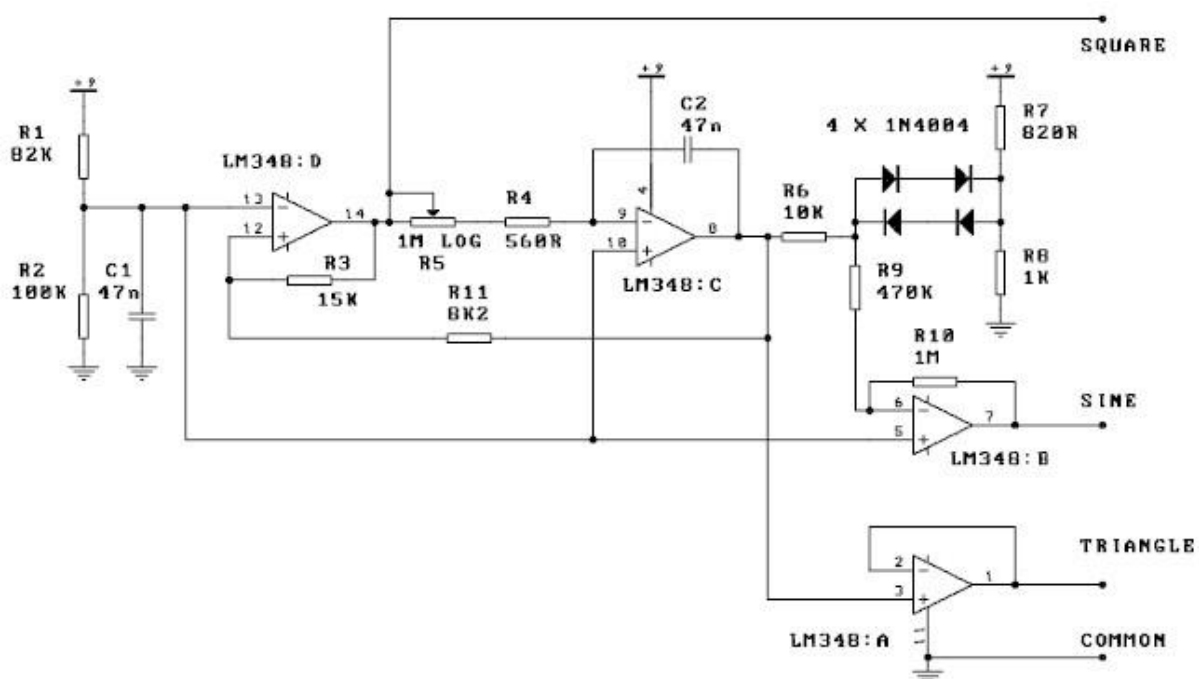 SQUARE
+9
+9
+9
R1
82K
C2
47n
4 X 1N4004
R7
820R
LM348:D
4
13
14
12
R4
560R
9
8
10
R6
10K
1M LOG
R5
R2
100K
C1
47n
R3
15K
LM348:C
R9
470K
R8
1K
R11
8K2
R10
1M
6
7
5
SINE
LM348:B
TRIANGLE
2
1
3
LM348:A
11
COMMON